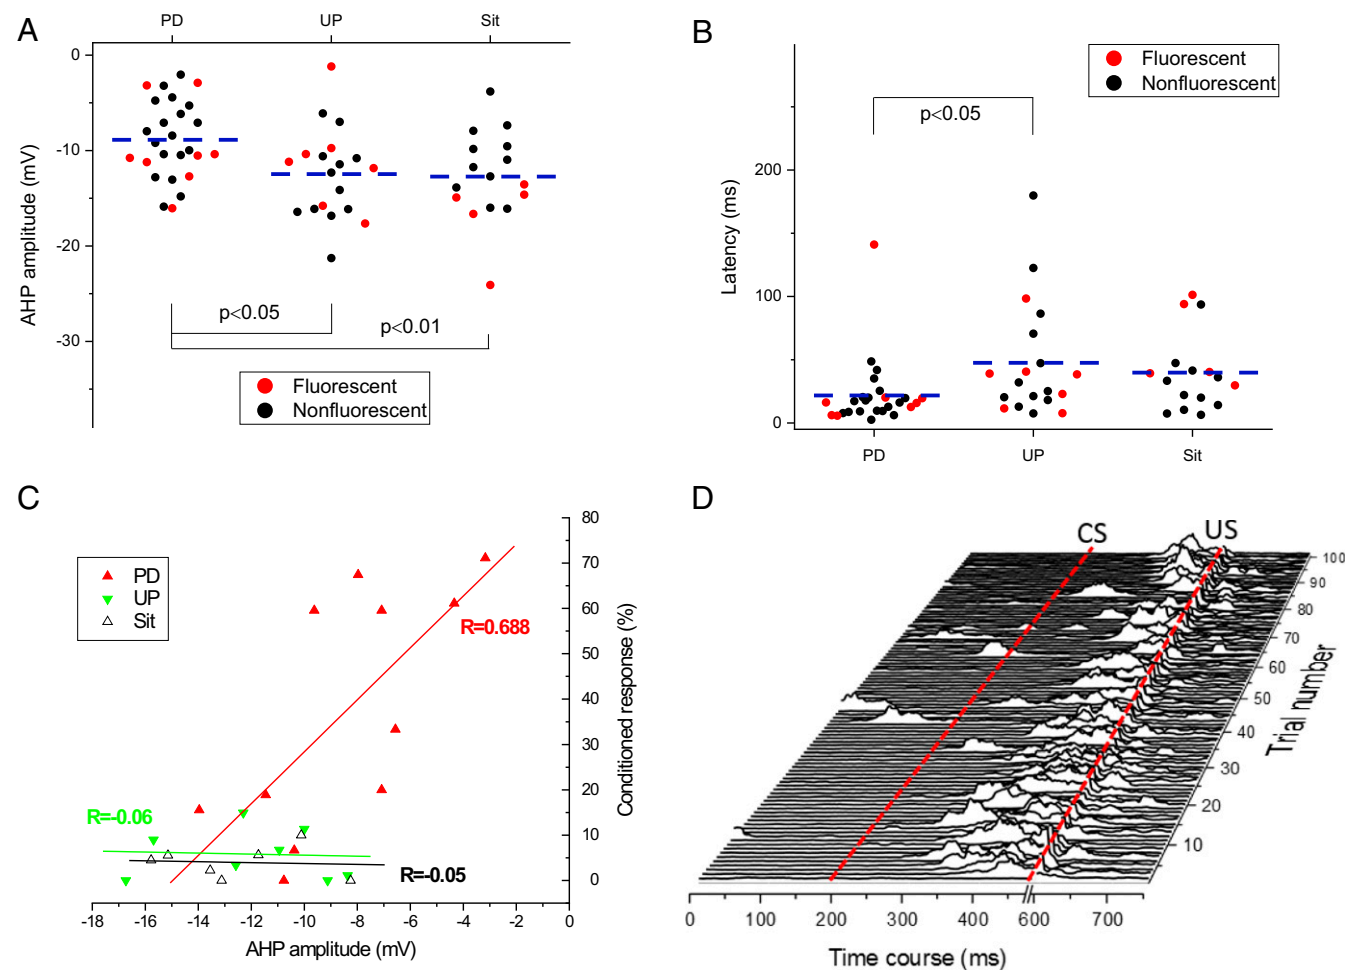 A
PD UP Sit
0
-10
-20
-30
AHP amplitude (mV)
p<0.05
p<0.01
Fluorescent
Nonfluorescent
B
Fluorescent
Nonfluorescent
p<0.05
200
100
0
Latency (ms)
PD UP Sit
C
PD
UP
Sit
80
70
60
50
40
30
20
10
0
Conditioned response (%)
R=0.688
R=-0.06
R=-0.05
-18 -16 -14 -12 -10 -8 -6 -4 -2 0
AHP amplitude (mV)
D
CS US
100
90
80
70
60
50
40
30
20
10
Trial number
0 100 200 300 400 600 700
Time course (ms)